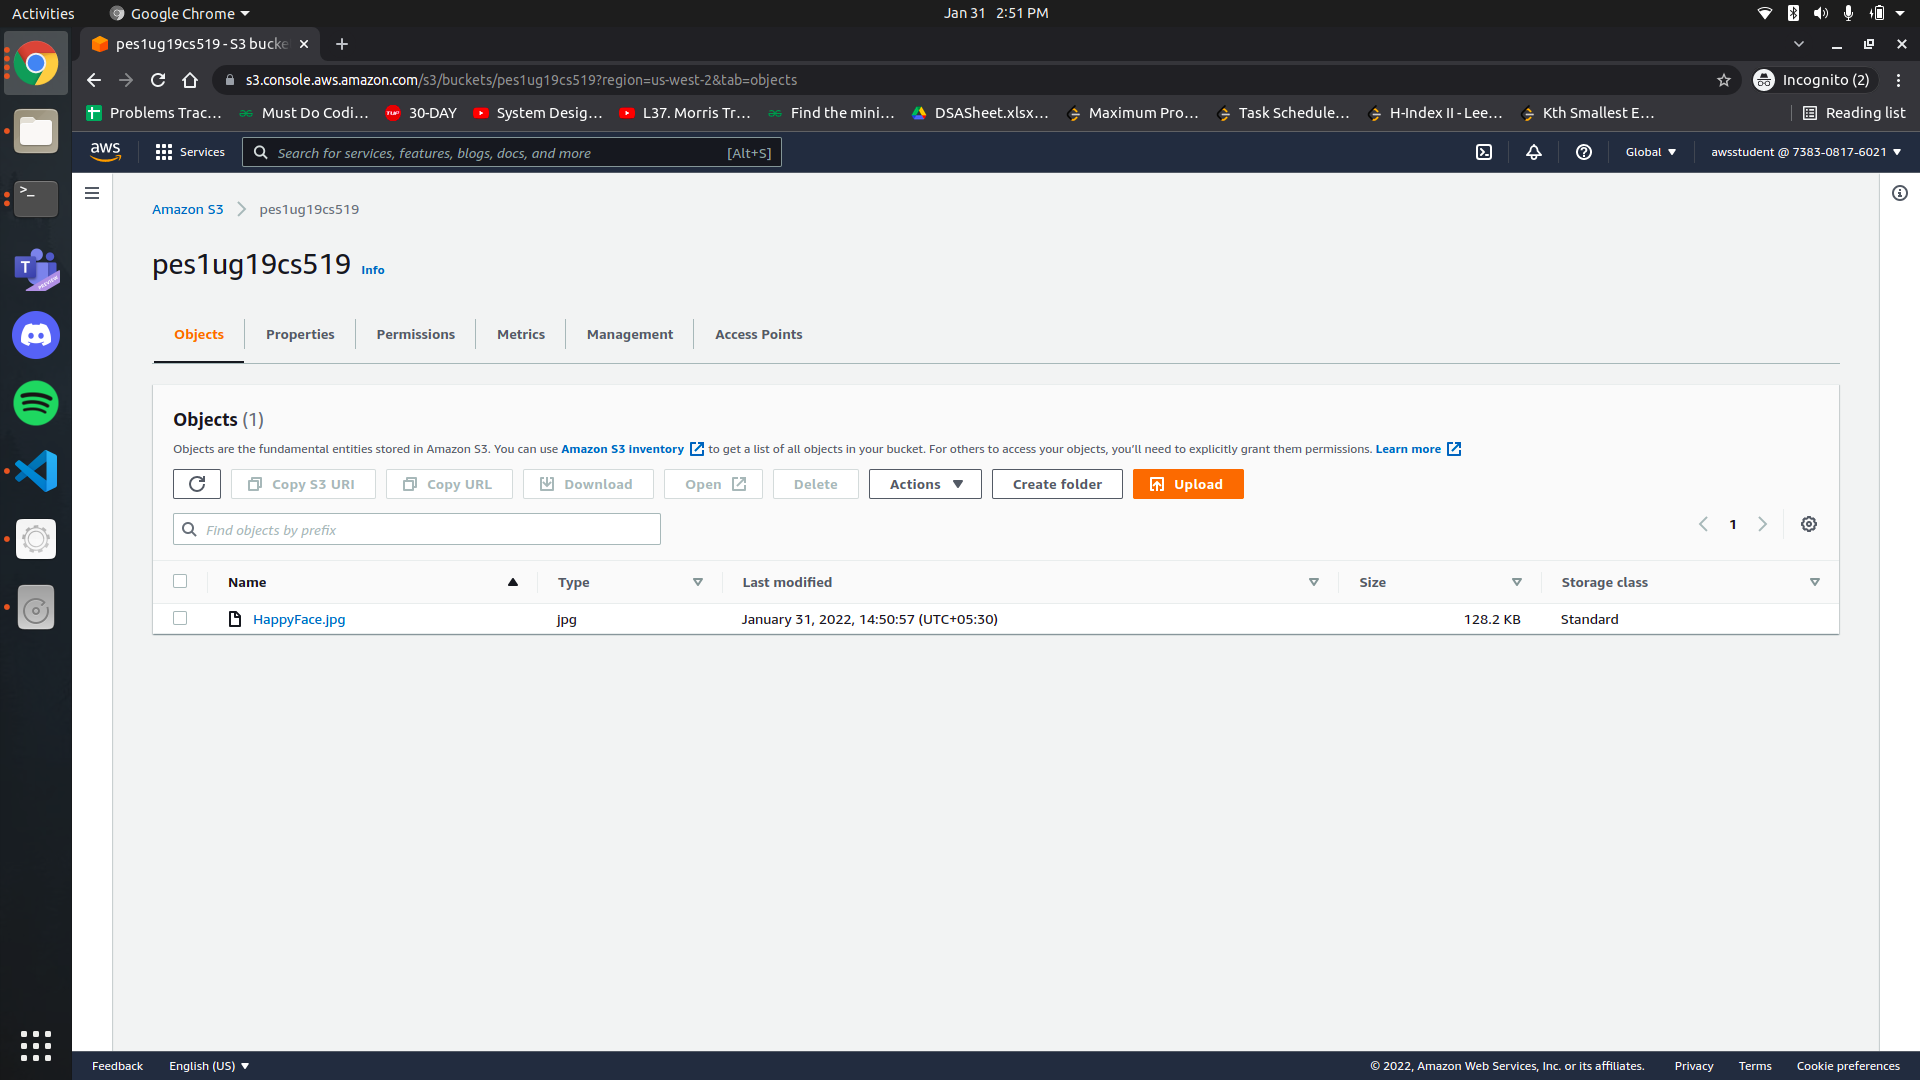 Activities Google Chrome Jan 31 2:51 PM
pes1ug19cs519 - S3 bucke
s3.console.aws.amazon.com/s3/buckets/pes1ug19cs519?region=us-west-2&tab=objects Incognito (2)
Problems Trac... Must Do Codi... 30-DAY System Desig... L37. Morris Tr... Find the mini... DSASheet.xlsx... Maximum Pro... Task Schedule... H-Index II - Lee... Kth Smallest E... Reading list
aws Services Search for services, features, blogs, docs, and more [Alt+S] Global awsstudent @ 7383-0817-6021
Amazon S3 pes1ug19cs519
pes1ug19cs519 Info
Objects Properties Permissions Metrics Management Access Points
Objects (1)
Objects are the fundamental entities stored in Amazon S3. You can use Amazon S3 inventory to get a list of all objects in your bucket. For others to access your objects, you'll need to explicitly grant them permissions. Learn more
Copy S3 URI Copy URL Download Open Delete Actions Create folder Upload
Find objects by prefix 1
Name Type Last modified Size Storage class
HappyFace.jpg jpg January 31, 2022, 14:50:57 (UTC+05:30) 128.2 KB Standard
Feedback English (US) © 2022, Amazon Web Services, Inc. or its affiliates. Privacy Terms Cookie preferences